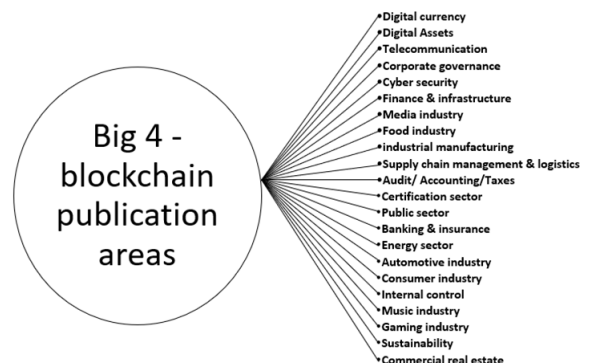 Big 4 -
blockchain
publication
areas
Digital currency
Digital Assets
Telecommunication
Corporate governance
Cyber security
Finance & infrastructure
Media industry
Food industry
industrial manufacturing
Supply chain management & logistics
Audit/ Accounting/Taxes
Certification sector
Public sector
Banking & insurance
Energy sector
Automotive industry
Consumer industry
Internal control
Music industry
Gaming industry
Sustainability
Commercial real estate